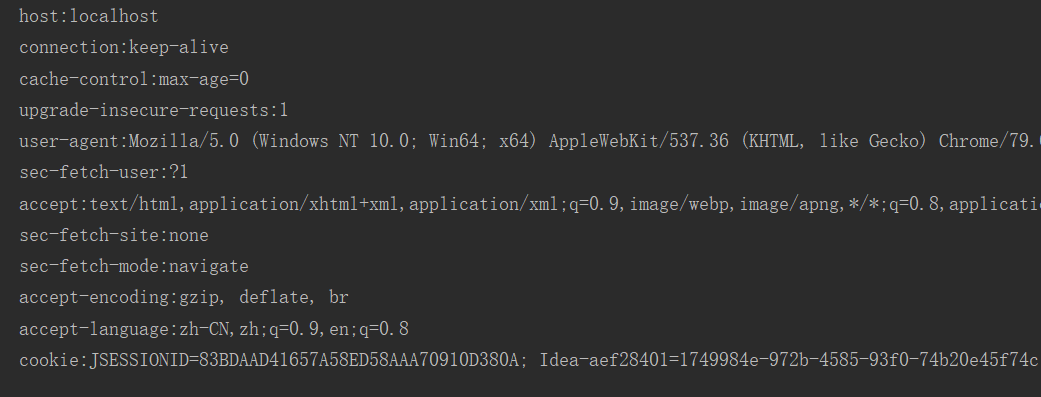 host:localhost
connection:keep-alive
cache-control:max-age=0
upgrade-insecure-requests:1
user-agent:Mozilla/5.0 (Windows NT 10.0; Win64; x64) AppleWebKit/537.36 (KHTML, like Gecko) Chrome/79.
sec-fetch-user:?1
accept:text/html,application/xhtml+xml,application/xml;q=0.9,image/webp,image/apng,*/*;q=0.8,applicati
sec-fetch-site:none
sec-fetch-mode:navigate
accept-encoding:gzip, deflate, br
accept-language:zh-CN,zh;q=0.9,en;q=0.8
cookie:JSESSIONID=83BDAAD41657A58ED58AAA70910D380A; Idea-aef28401=1749984e-972b-4585-93f0-74b20e45f74c